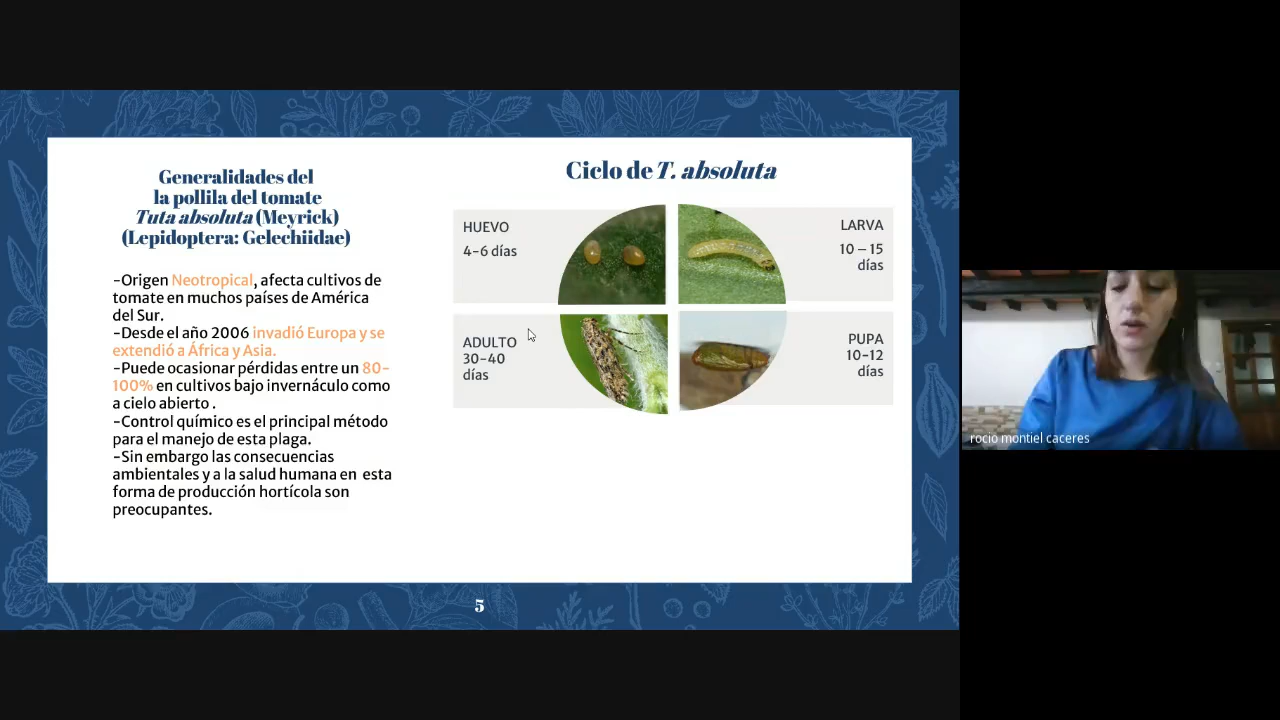 Generalidades del
la pollila del tomate
Tuta absoluta (Meyrick)
(Lepidoptera: Gelechiidae)
-Origen Neotropical, afecta cultivos de
tomate en muchos países de América
del Sur.
-Desde el año 2006 invadió Europa y se
extendió a África y Asia.
-Puede ocasionar pérdidas entre un 80-
100% en cultivos bajo invernáculo como
a cielo abierto .
-Control químico es el principal método
para el manejo de esta plaga.
-Sin embargo las consecuencias
ambientales y a la salud humana en esta
forma de producción hortícola son
preocupantes.
Ciclo de T. absoluta
HUEVO
4-6 días
LARVA
10 – 15
días
ADULTO
30-40
días
PUPA
10-12
días
5
rocio montiel caceres